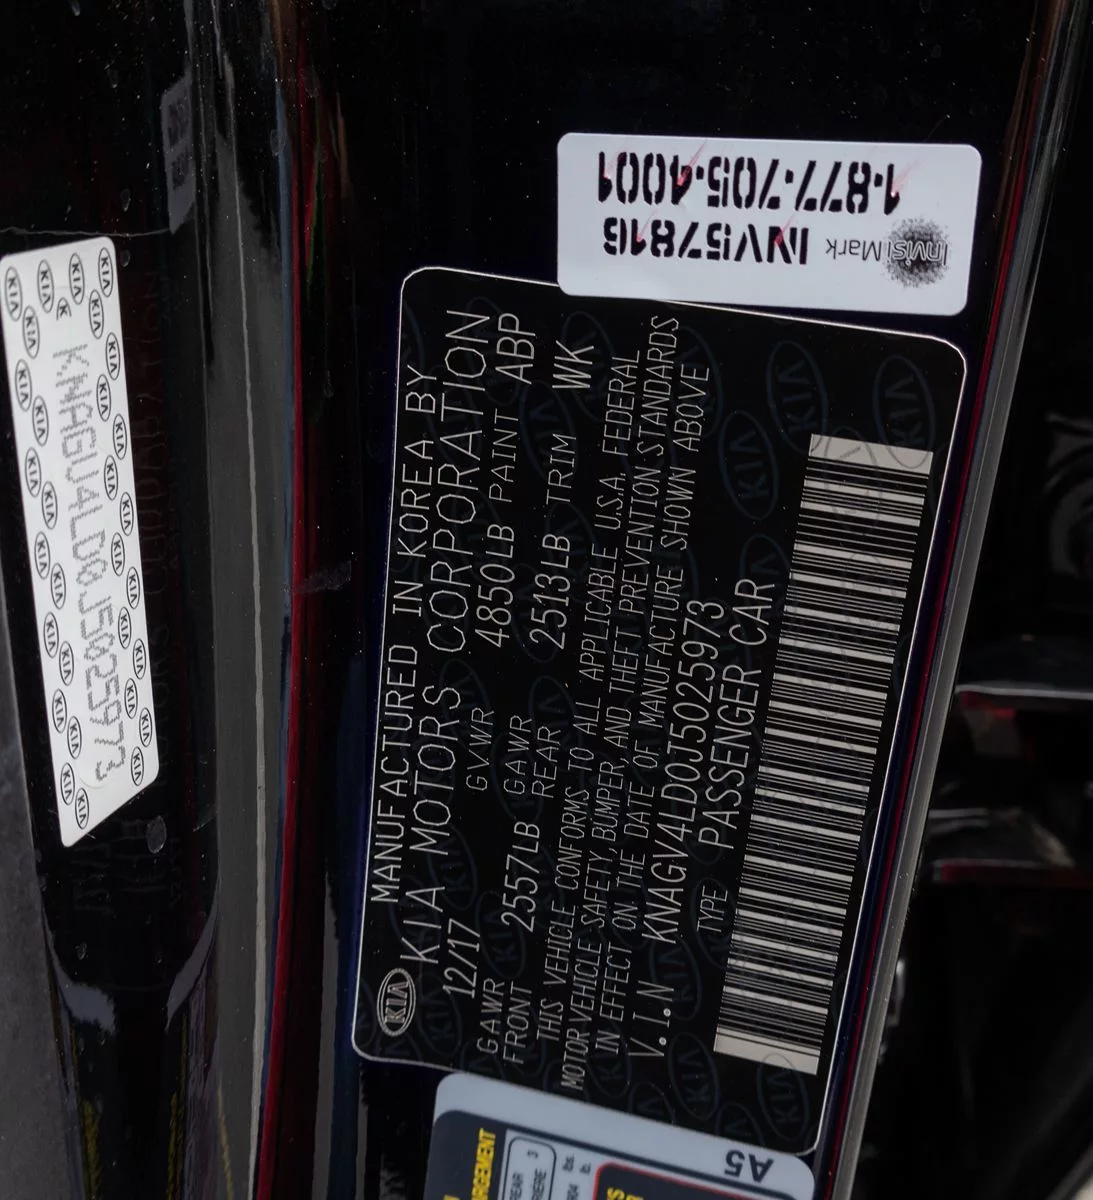 1·877·705·4001
INV57816
InvisiMark
KIA
MANUFACTURED IN KOREA BY
KIA MOTORS CORPORATION
12/17 GVWR 4850LB PAINT ABP
GAWR FRONT 2557LB GAWR REAR 2513LB TRIM WK
THIS VEHICLE CONFORMS TO ALL APPLICABLE U.S.A. FEDERAL
MOTOR VEHICLE SAFETY, BUMPER, AND THEFT PREVENTION STANDARDS
IN EFFECT ON THE DATE OF MANUFACTURE SHOWN ABOVE
V.I.N KNAGV4LD0J5025973
TYPE PASSENGER CAR
A5